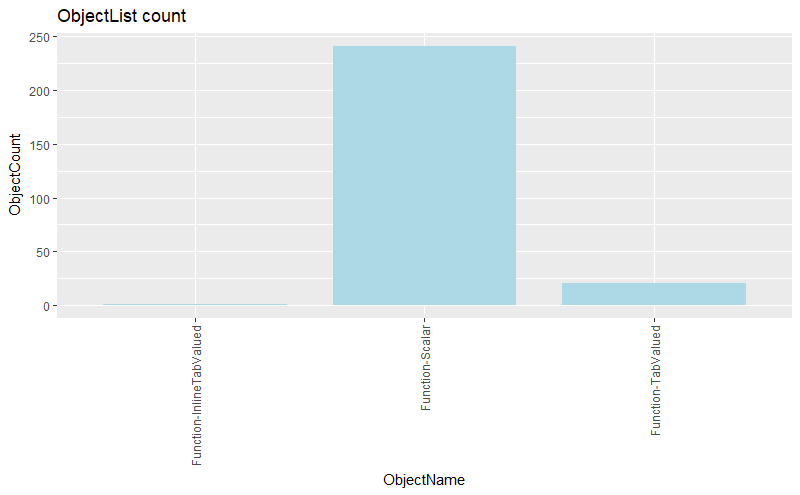 ObjectList count
250
200
150
100
50
0
ObjectCount
Function-InlineTabValued
Function-Scalar
Function-TabValued
ObjectName